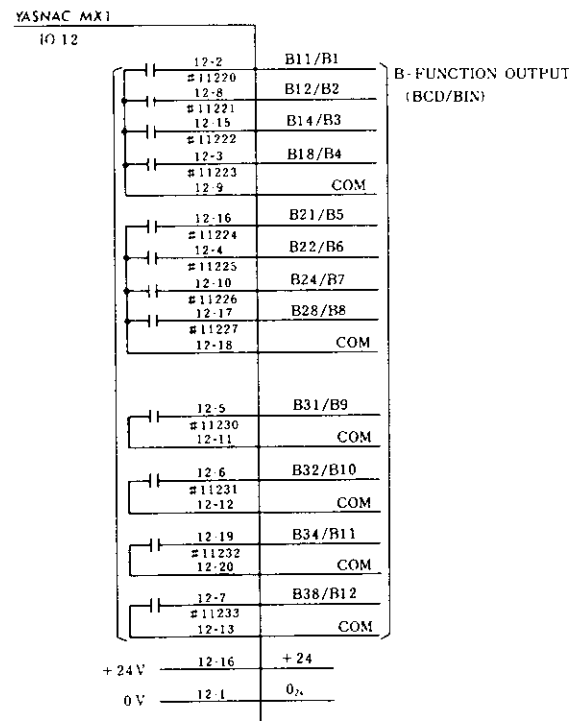 YASNAC MX1
IO 12
12-2 B11/B1
#11220
B-FUNCTION OUTPUT
(BCD/BIN)
12-8 B12/B2
#11221
12-15 B14/B3
#11222
12-3 B18/B4
#11223
12-9 COM
12-16 B21/B5
#11224
12-4 B22/B6
#11225
12-10 B24/B7
#11226
12-17 B28/B8
#11227
12-18 COM
12-5 B31/B9
#11230
12-11 COM
12-6 B32/B10
#11231
12-12 COM
12-19 B34/B11
#11232
12-20 COM
12-7 B38/B12
#11233
12-13 COM
+24V 12-16 +24
0V 12-1 0₂₄